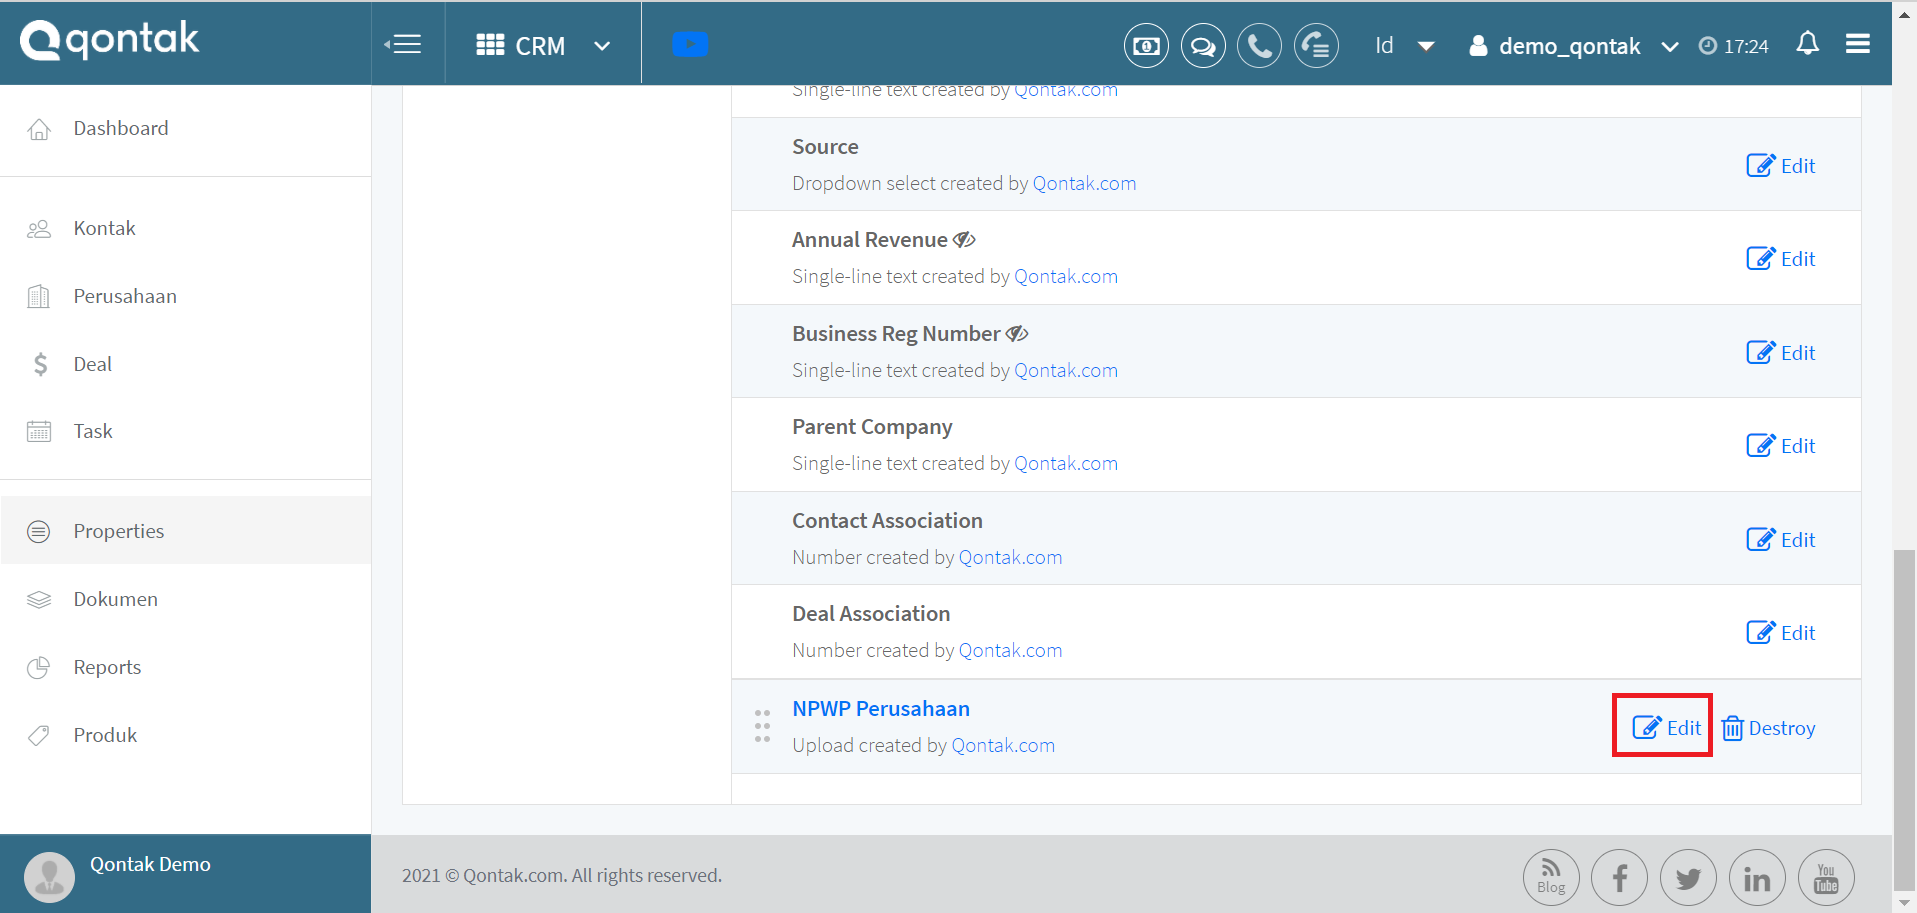 qontak
CRM
Id
demo_qontak
17:24
Dashboard
Kontak
Perusahaan
Deal
Task
Properties
Dokumen
Reports
Produk
Qontak Demo
Single-line text created by Qontak.com
Source
Dropdown select created by Qontak.com
Edit
Annual Revenue
Single-line text created by Qontak.com
Edit
Business Reg Number
Single-line text created by Qontak.com
Edit
Parent Company
Single-line text created by Qontak.com
Edit
Contact Association
Number created by Qontak.com
Edit
Deal Association
Number created by Qontak.com
Edit
NPWP Perusahaan
Upload created by Qontak.com
Edit Destroy
2021 © Qontak.com. All rights reserved.
Blog
You
Tube